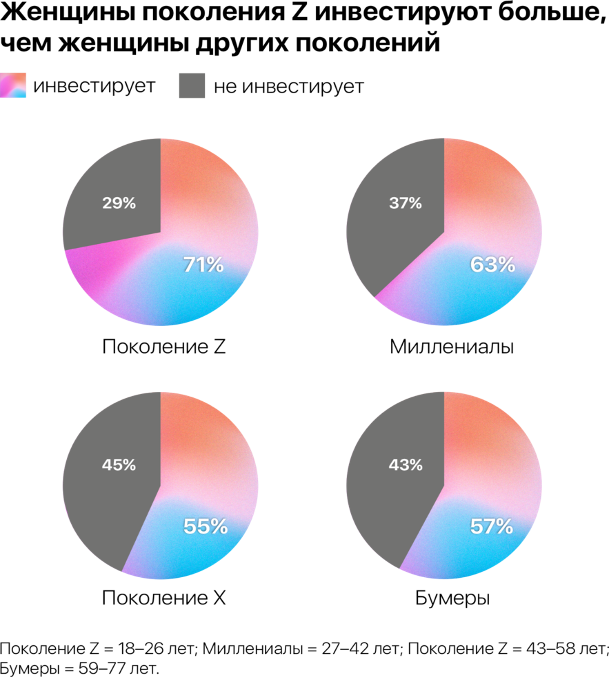 Женщины поколения Z инвестируют больше,
чем женщины других поколений
инвестирует
не инвестирует
29%
71%
Поколение Z
37%
63%
Миллениалы
45%
55%
Поколение X
43%
57%
Бумеры
Поколение Z = 18–26 лет; Миллениалы = 27–42 лет; Поколение Z = 43–58 лет;
Бумеры = 59–77 лет.